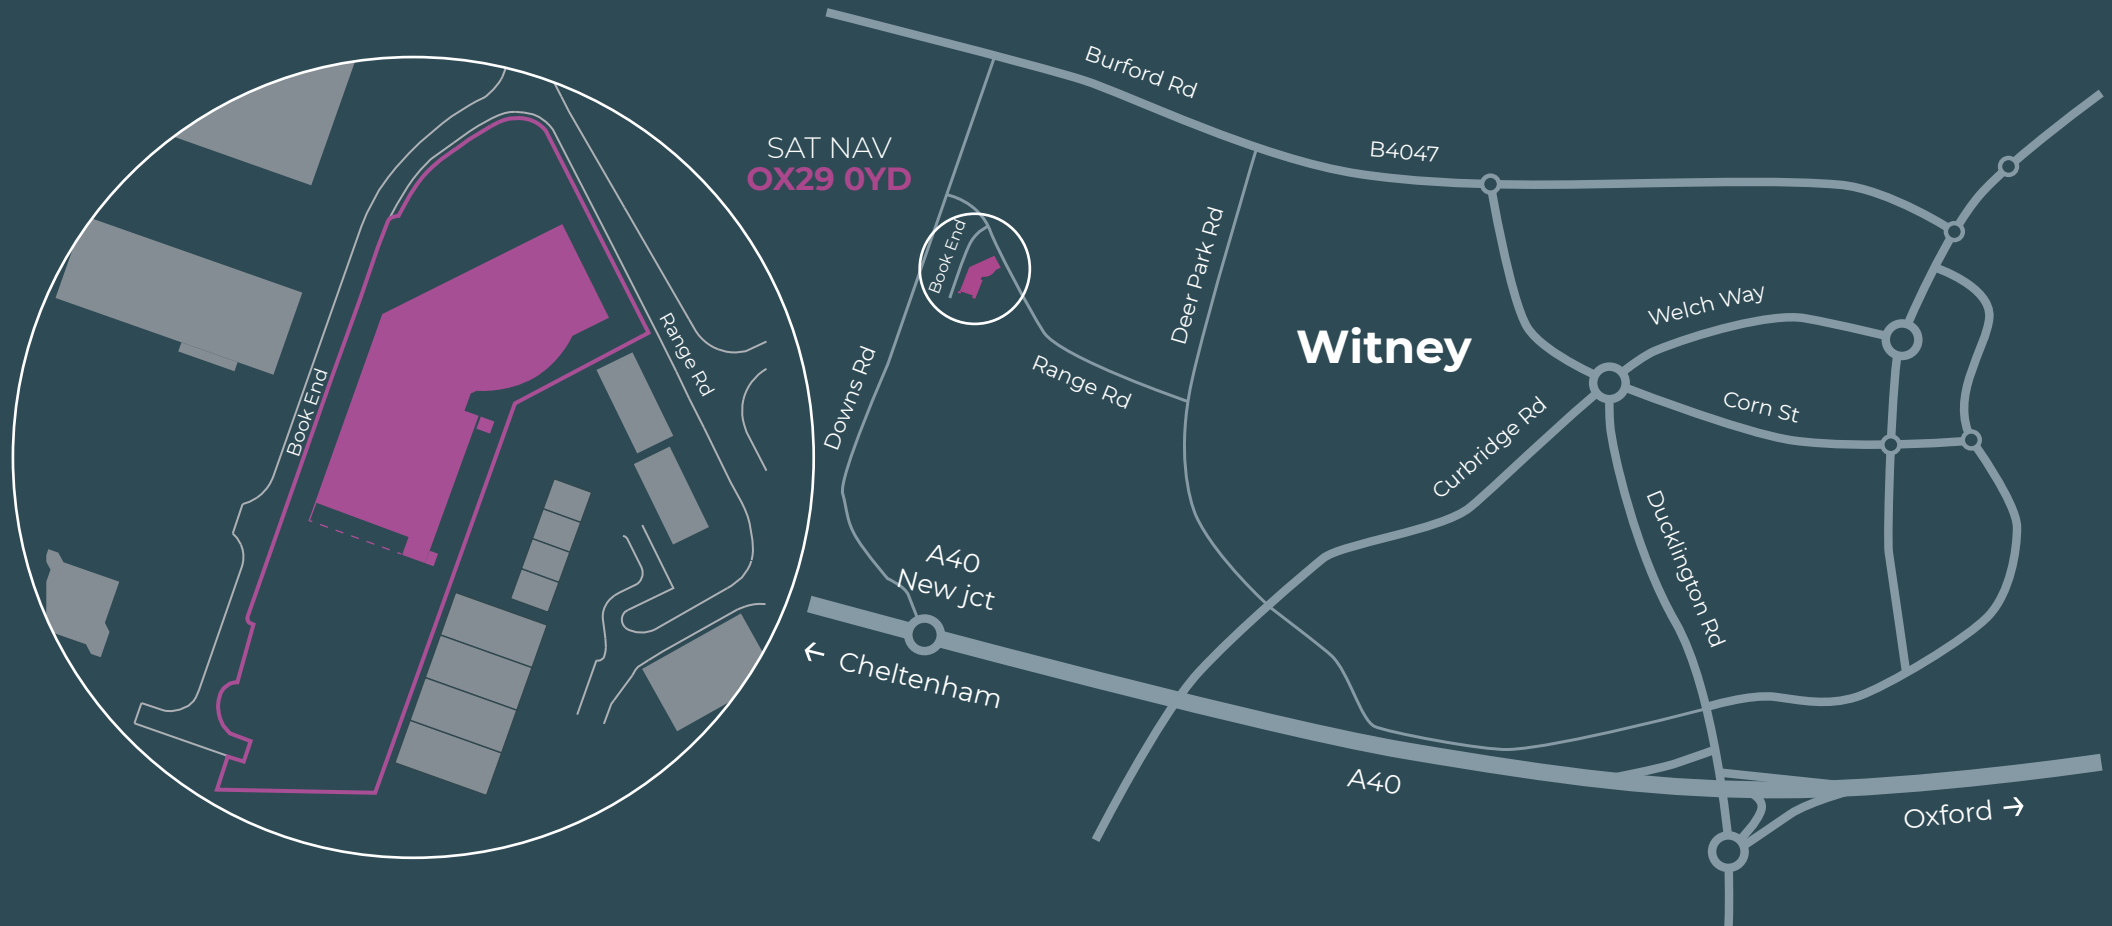 Burford Rd
SAT NAV
OX29 0YD
B4047
Book End
Deer Park Rd
Welch Way
Witney
Range Rd
Downs Rd
Range Rd
Book End
Corn St
Curbridge Rd
Ducklington Rd
A40
New jct
← Cheltenham
A40
Oxford →